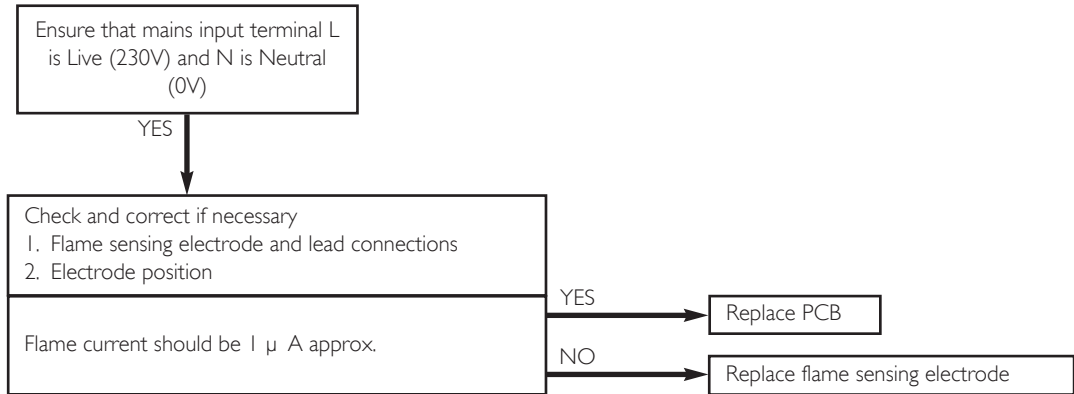 Ensure that mains input terminal L
is Live (230V) and N is Neutral
(0V)
YES
Check and correct if necessary
1. Flame sensing electrode and lead connections
2. Electrode position
Flame current should be 1 μ A approx.
YES
Replace PCB
NO
Replace flame sensing electrode